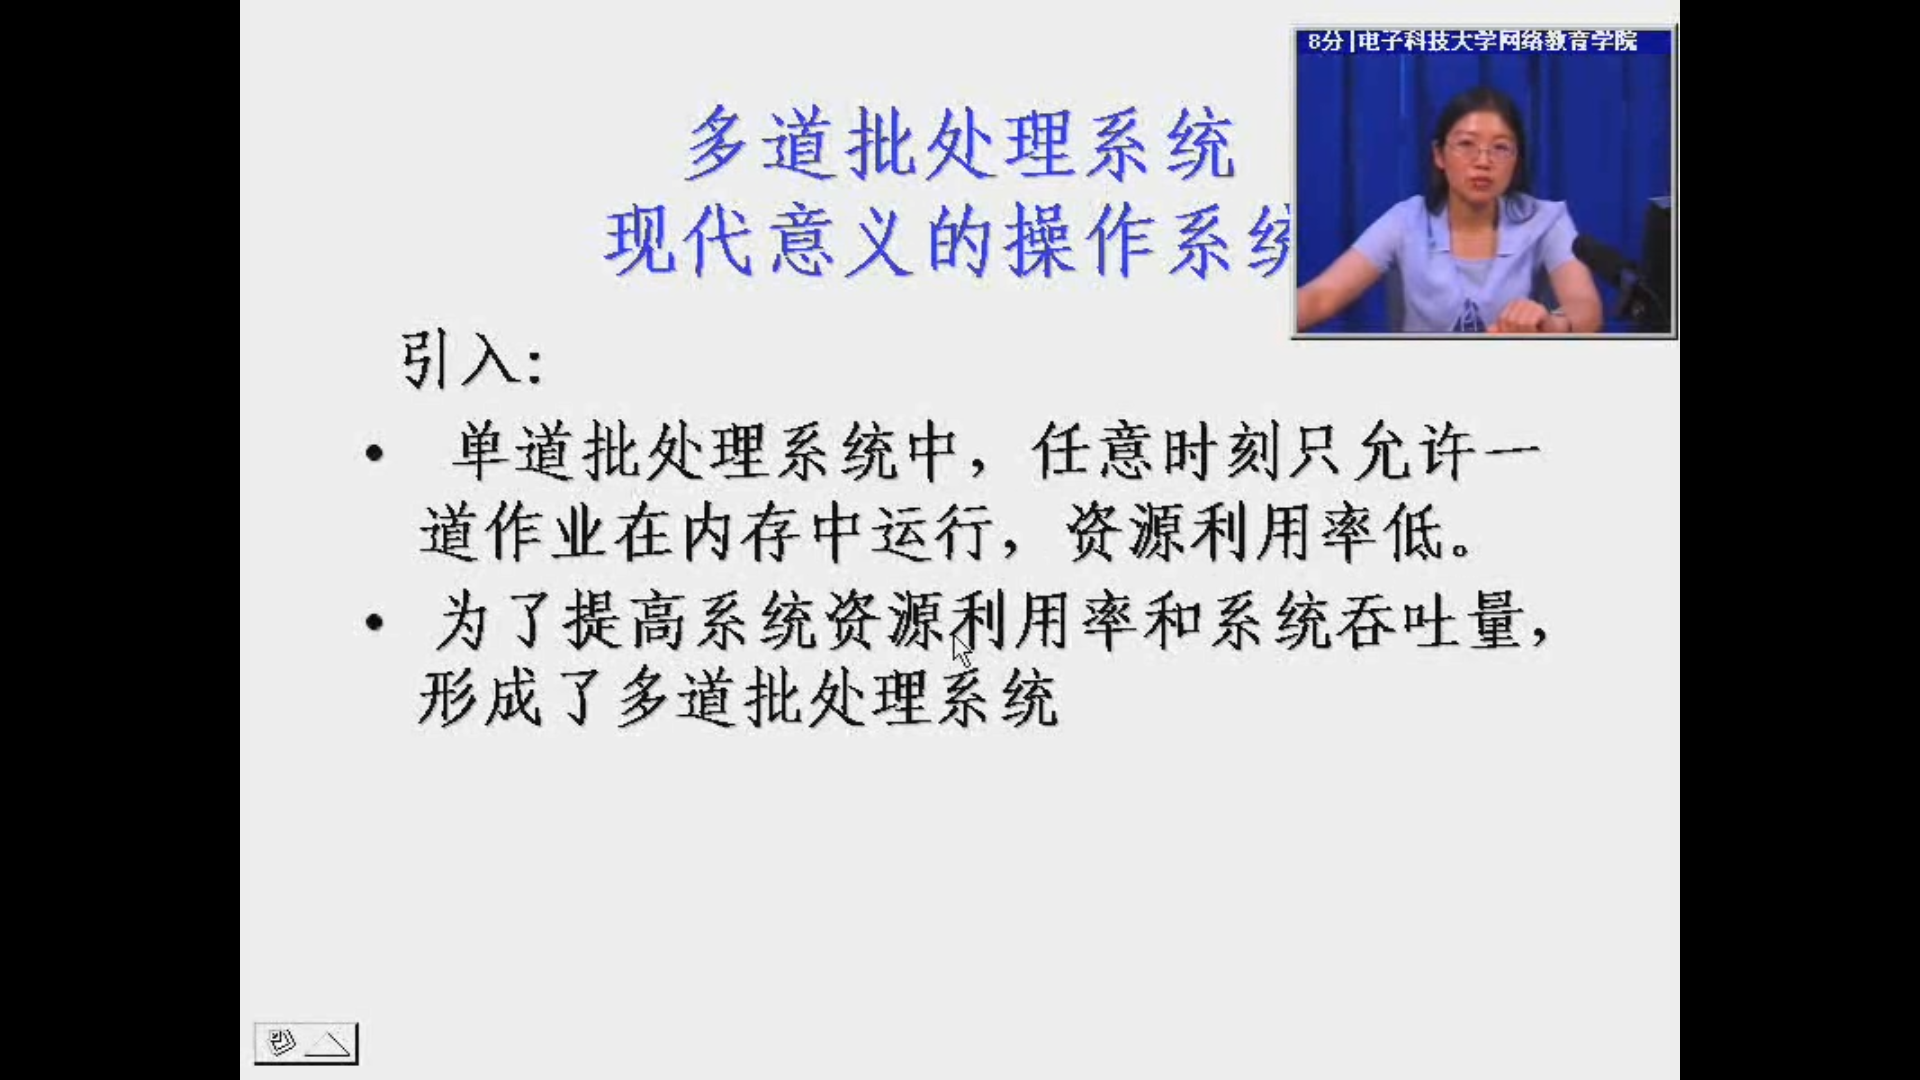 8分|电子科技大学网络教育学院
多道批处理系统
现代意义的操作系统
引入:
• 单道批处理系统中，任意时刻只允许一
道作业在内存中运行，资源利用率低。
• 为了提高系统资源利用率和系统吞吐量，
形成了多道批处理系统